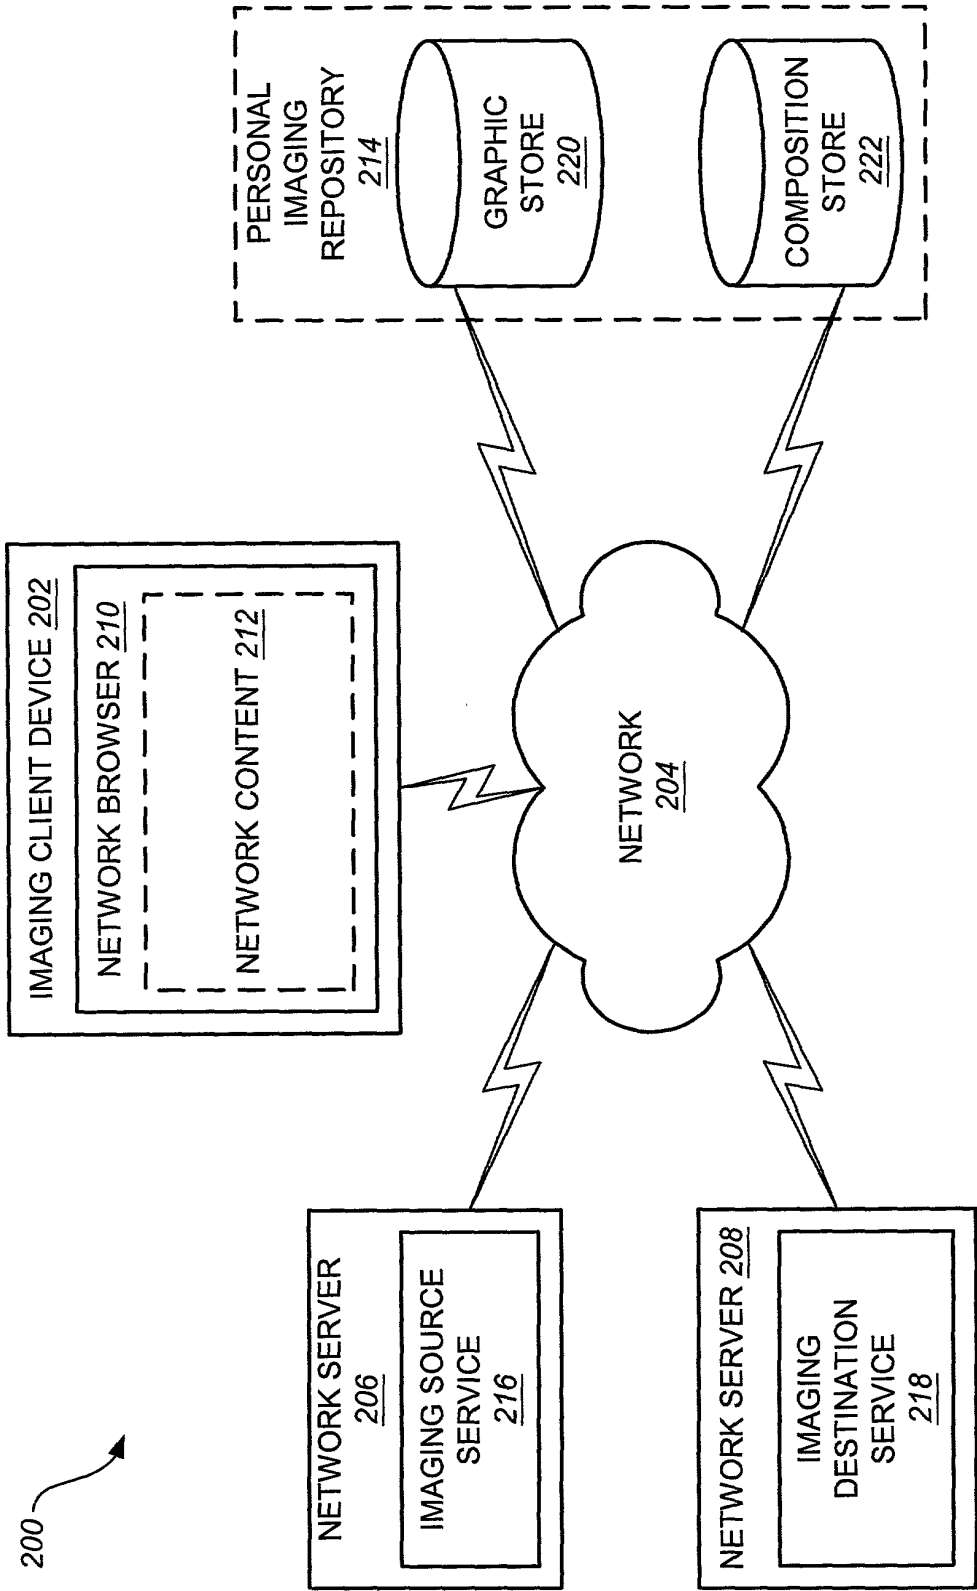 200
IMAGING CLIENT DEVICE 202
NETWORK BROWSER 210
NETWORK CONTENT 212
NETWORK SERVER
206
IMAGING SOURCE
SERVICE
216
NETWORK SERVER 208
IMAGING
DESTINATION
SERVICE
218
NETWORK
204
PERSONAL
IMAGING
REPOSITORY
214
GRAPHIC
STORE
220
COMPOSITION
STORE
222